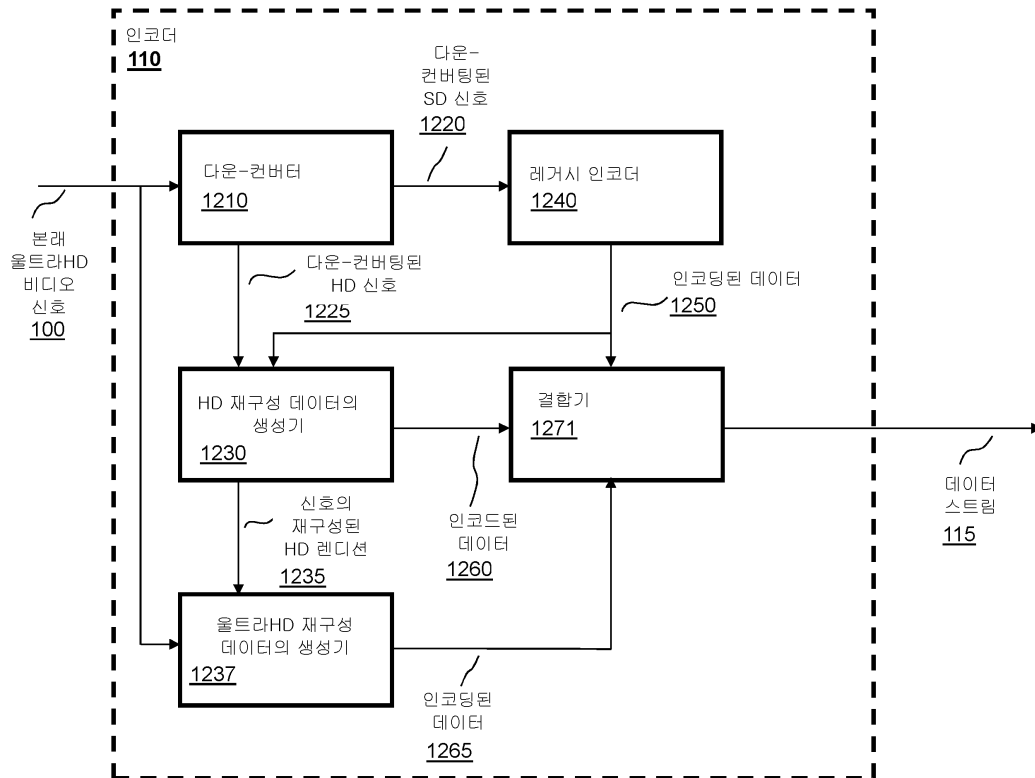 인코더
110
다운-
컨버팅된
SD 신호
1220
다운-컨버터
1210
레거시 인코더
1240
본래
울트라HD
비디오
신호
100
다운-컨버팅된
HD 신호
1225
인코딩된 데이터
1250
HD 재구성 데이터의
생성기
1230
결합기
1271
신호의
재구성된
HD 렌디션
1235
인코드된
데이터
1260
데이터
스트림
115
울트라HD 재구성
데이터의 생성기
1237
인코딩된
데이터
1265